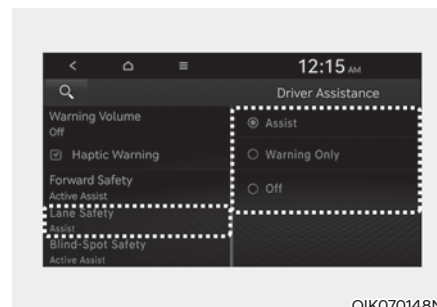 12:15 AM
Driver Assistance
Warning Volume
Off
Haptic Warning
Forward Safety
Active Assist
Lane Safety
Assist
Blind-Spot Safety
Active Assist
Assist
Warning Only
Off
OIK070148N